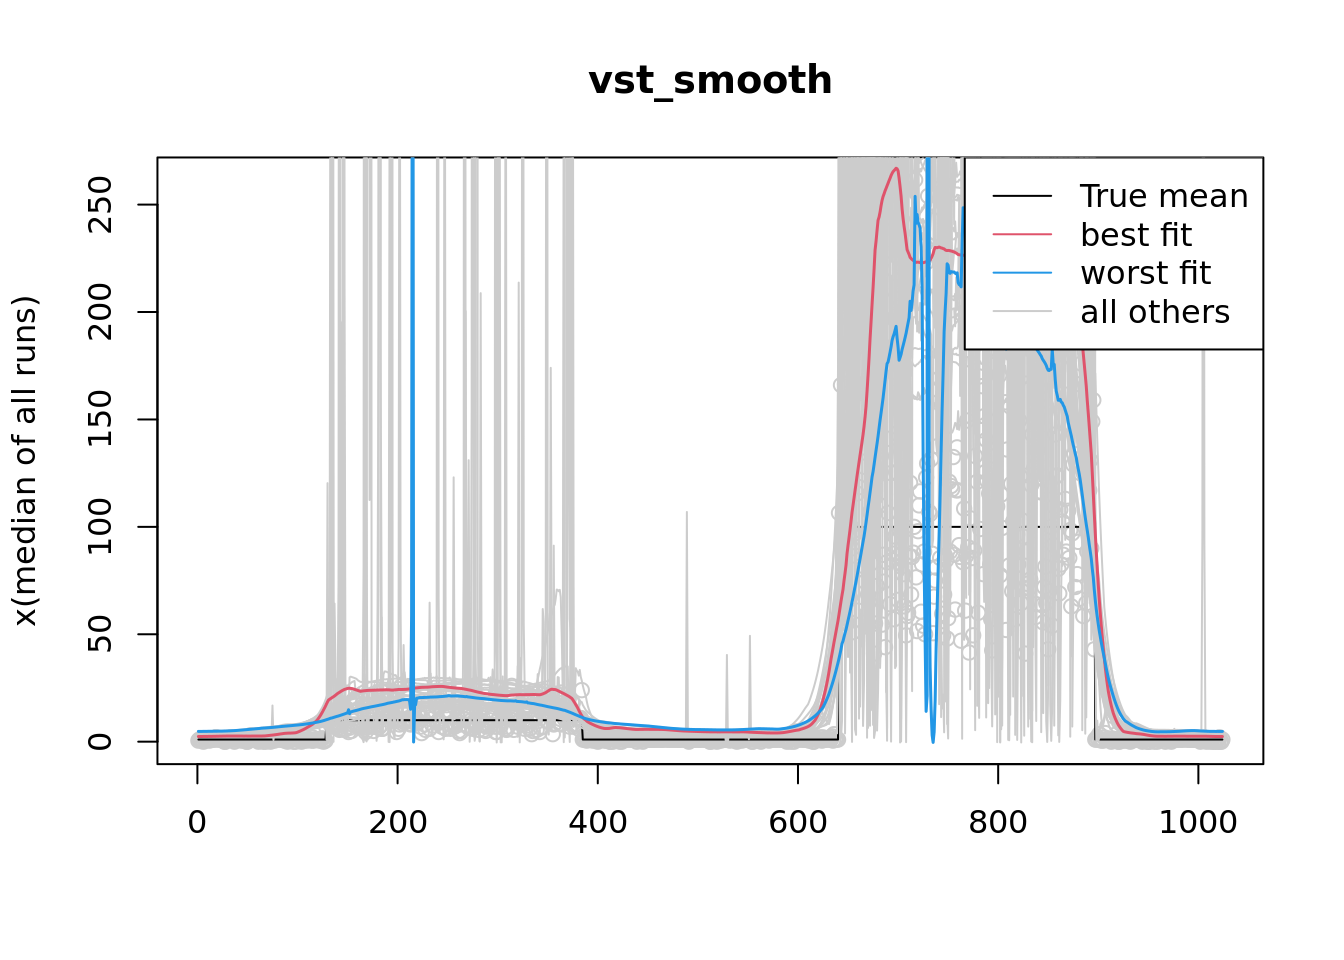 vst_smooth
x(median of all runs)
250
200
150
100
50
0
True mean
best fit
worst fit
all others
0 200 400 600 800 1000